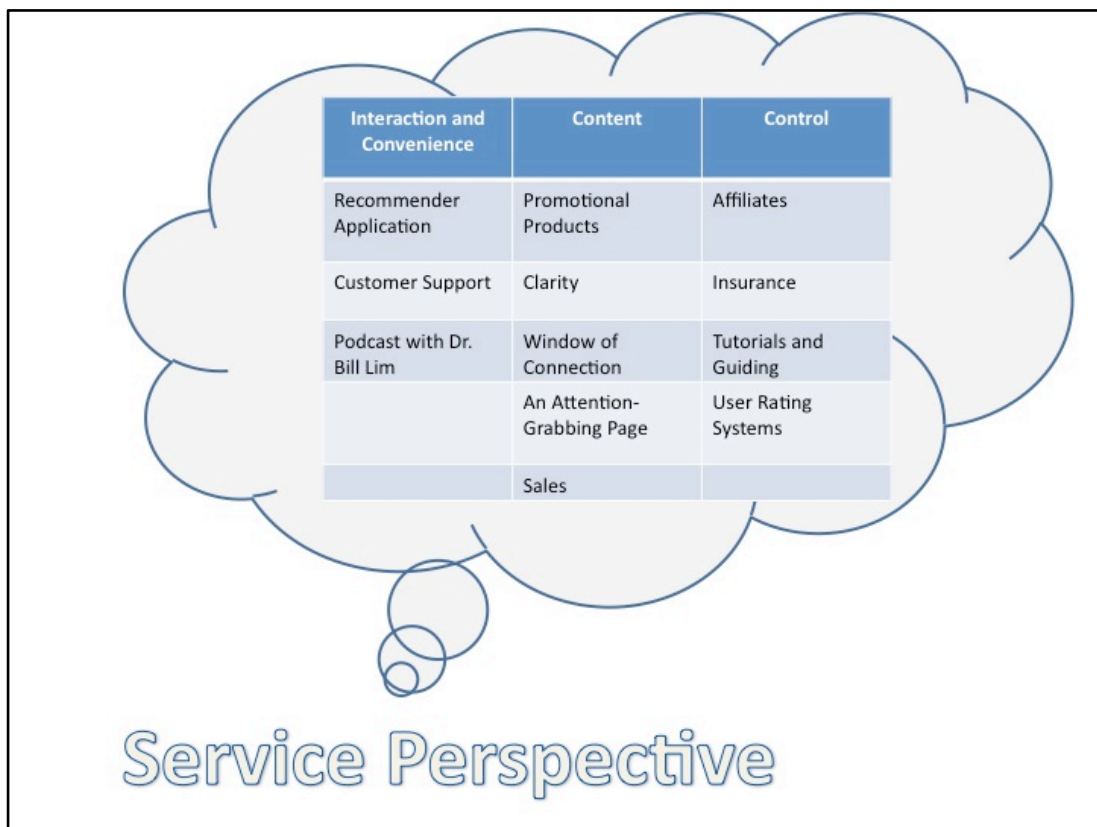 Interaction and
Convenience
Content
Control
Recommender
Application
Promotional
Products
Affiliates
Customer Support
Clarity
Insurance
Podcast with Dr.
Bill Lim
Window of
Connection
Tutorials and
Guiding
An Attention-
Grabbing Page
User Rating
Systems
Sales
Service Perspective